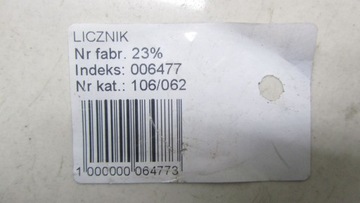 LICZNIK
Nr fabr. 23%
Indeks: 006477
Nr kat.: 106/062
1 000000 064773